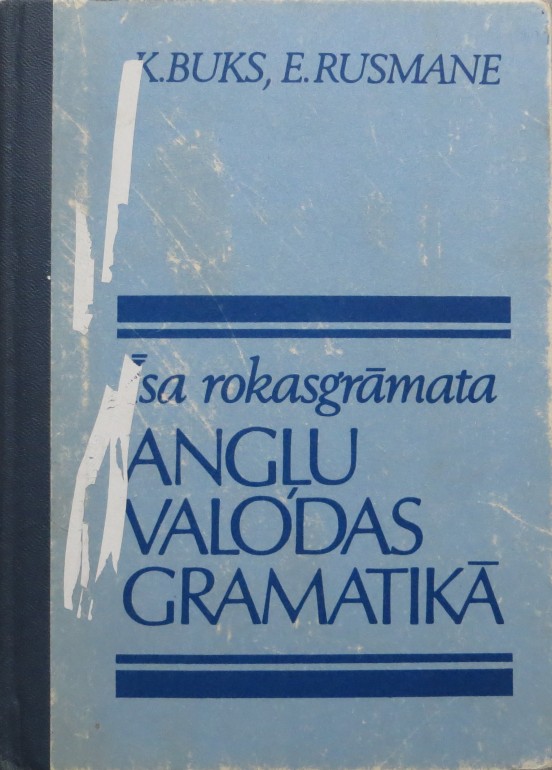 K.BUKS, E.RUSMANE
Īsa rokasgrāmata
ANGĻU
VALODAS
GRAMATIKĀ